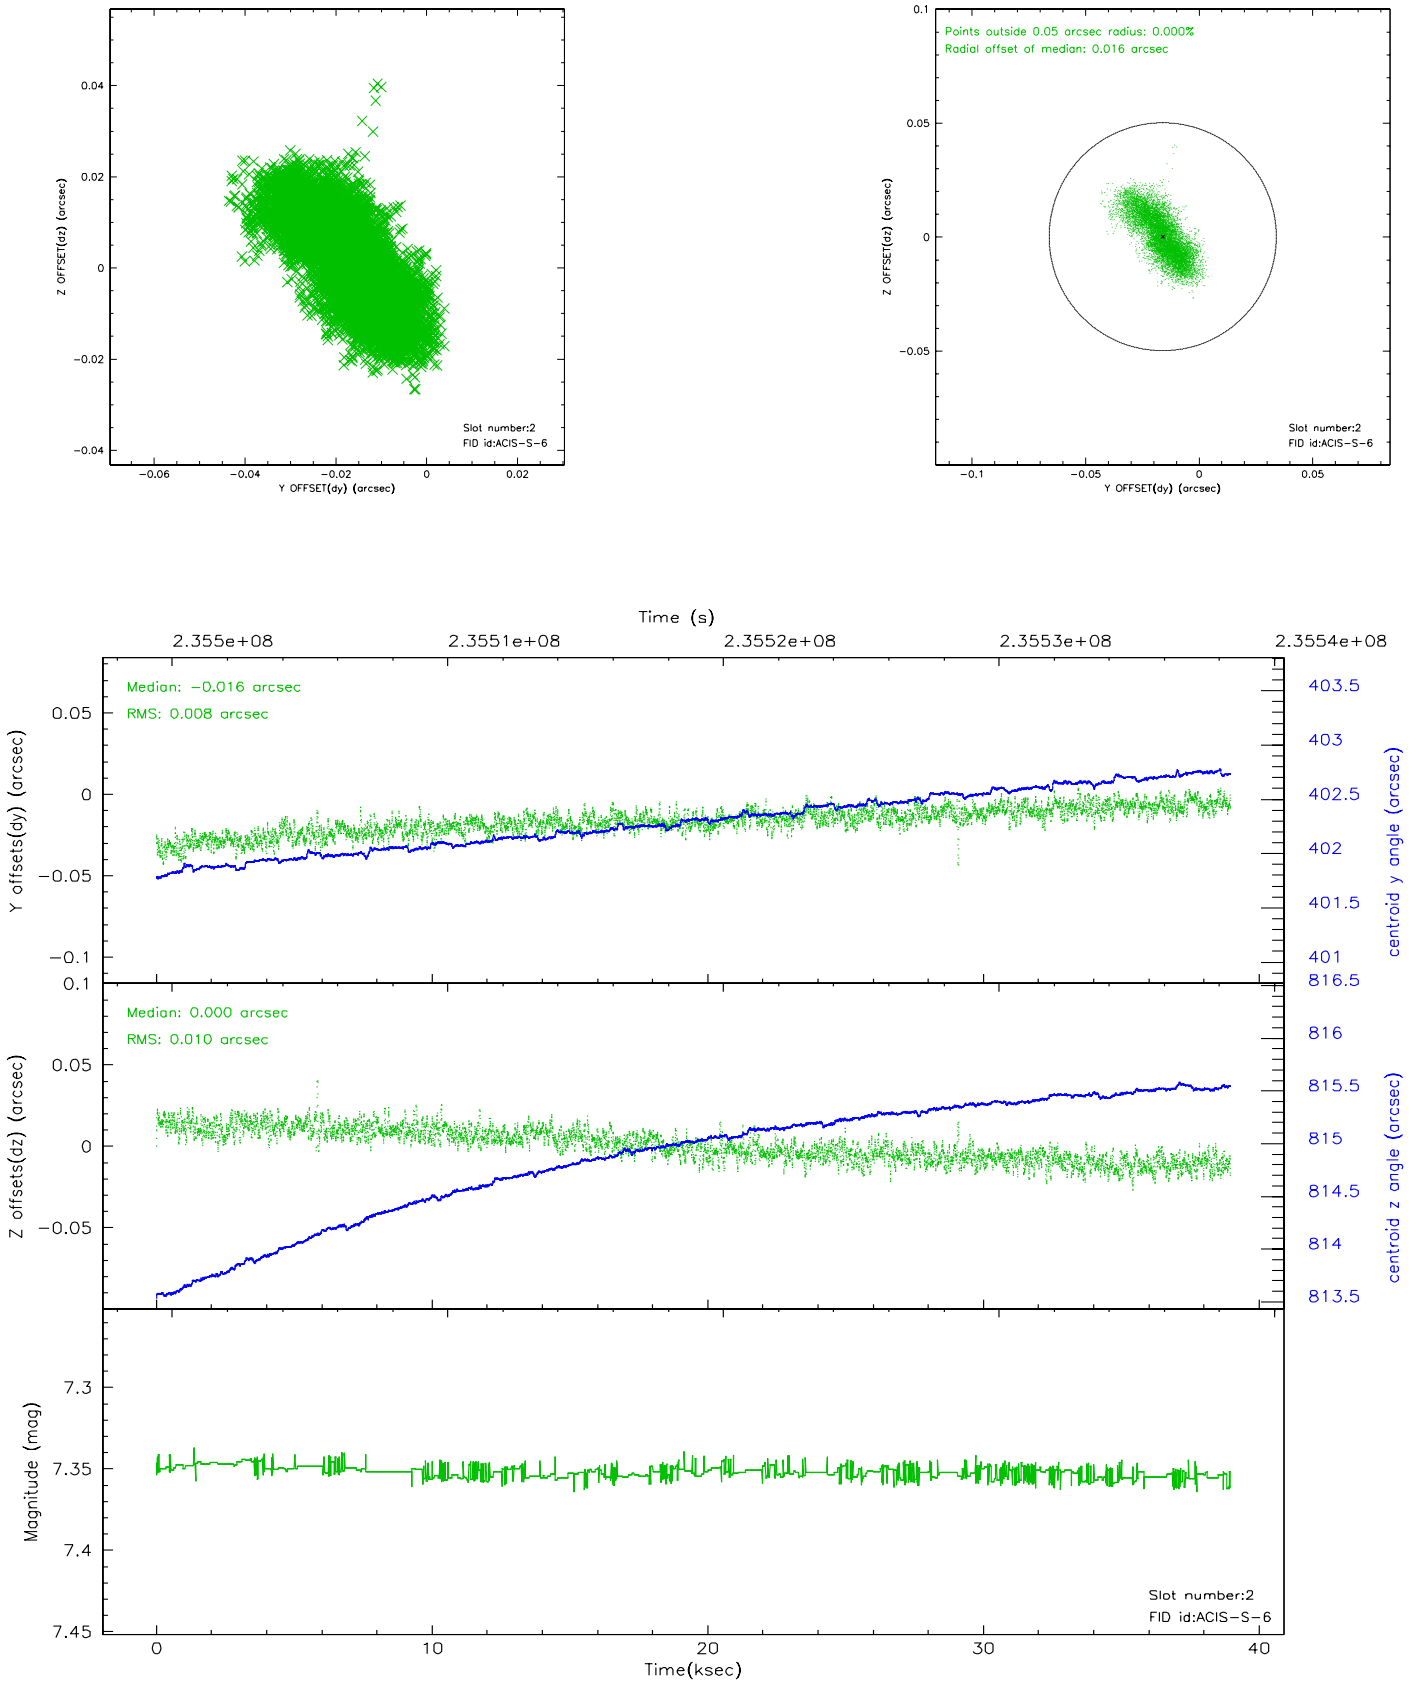 0.04
0.02
0
−0.02
−0.04
Z OFFSET(dz) (arcsec)
−0.06
−0.04
−0.02
0
0.02
Y OFFSET(dy) (arcsec)
Slot number:2
FID id:ACIS−S−6
0.1
0.05
0
−0.05
Z OFFSET(dz) (arcsec)
−0.1
−0.05
0
0.05
Y OFFSET(dy) (arcsec)
Points outside 0.05 arcsec radius: 0.000%
Radial offset of median: 0.016 arcsec
Slot number:2
FID id:ACIS−S−6
Time (s)
2.355e+08
2.3551e+08
2.3552e+08
2.3553e+08
2.3554e+08
Median: −0.016 arcsec
RMS: 0.008 arcsec
0.05
0
−0.05
−0.1
Y offsets(dy) (arcsec)
403.5
403
402.5
402
401.5
401
centroid y angle (arcsec)
Median: 0.000 arcsec
RMS: 0.010 arcsec
0.1
0.05
0
−0.05
Z offsets(dz) (arcsec)
816.5
816
815.5
815
814.5
814
813.5
centroid z angle (arcsec)
7.3
7.35
7.4
7.45
Magnitude (mag)
Slot number:2
FID id:ACIS−S−6
0
10
20
30
40
Time(ksec)